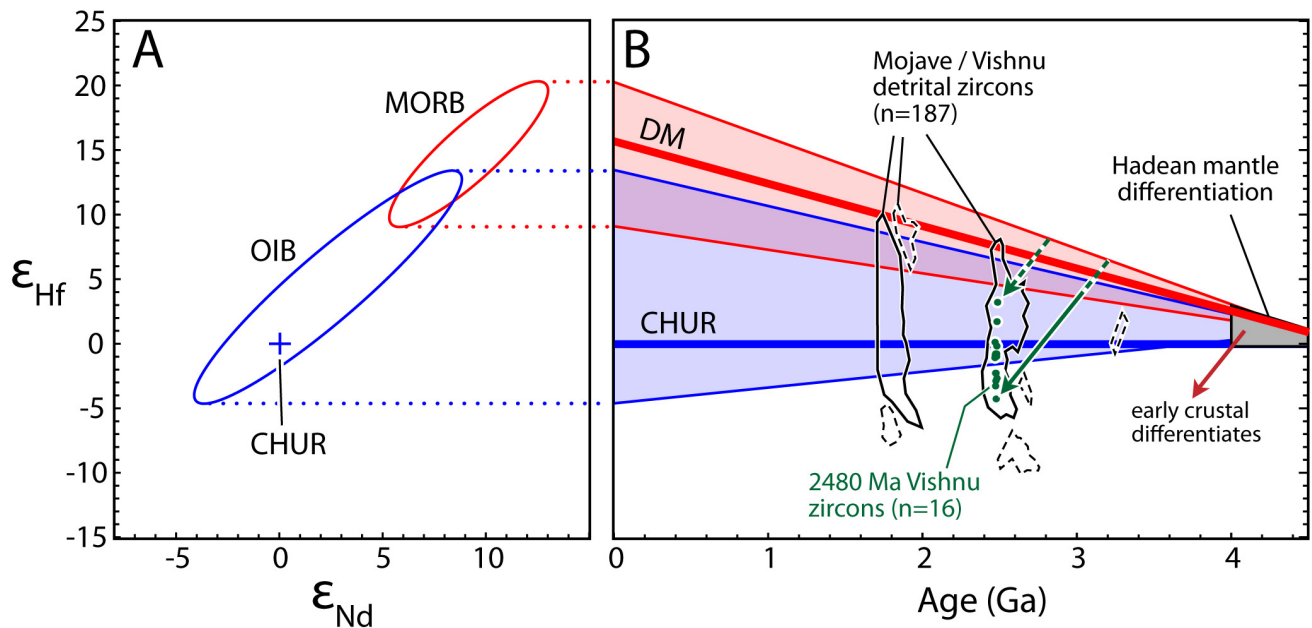 A
B
25
20
15
10
5
0
-5
-10
-15
εHf
MORB
OIB
CHUR
-5
0
5
10
εNd
Mojave / Vishnu
detrital zircons
(n=187)
DM
Hadean mantle
differentiation
CHUR
early crustal
differentiates
2480 Ma Vishnu
zircons (n=16)
0
1
2
3
4
Age (Ga)